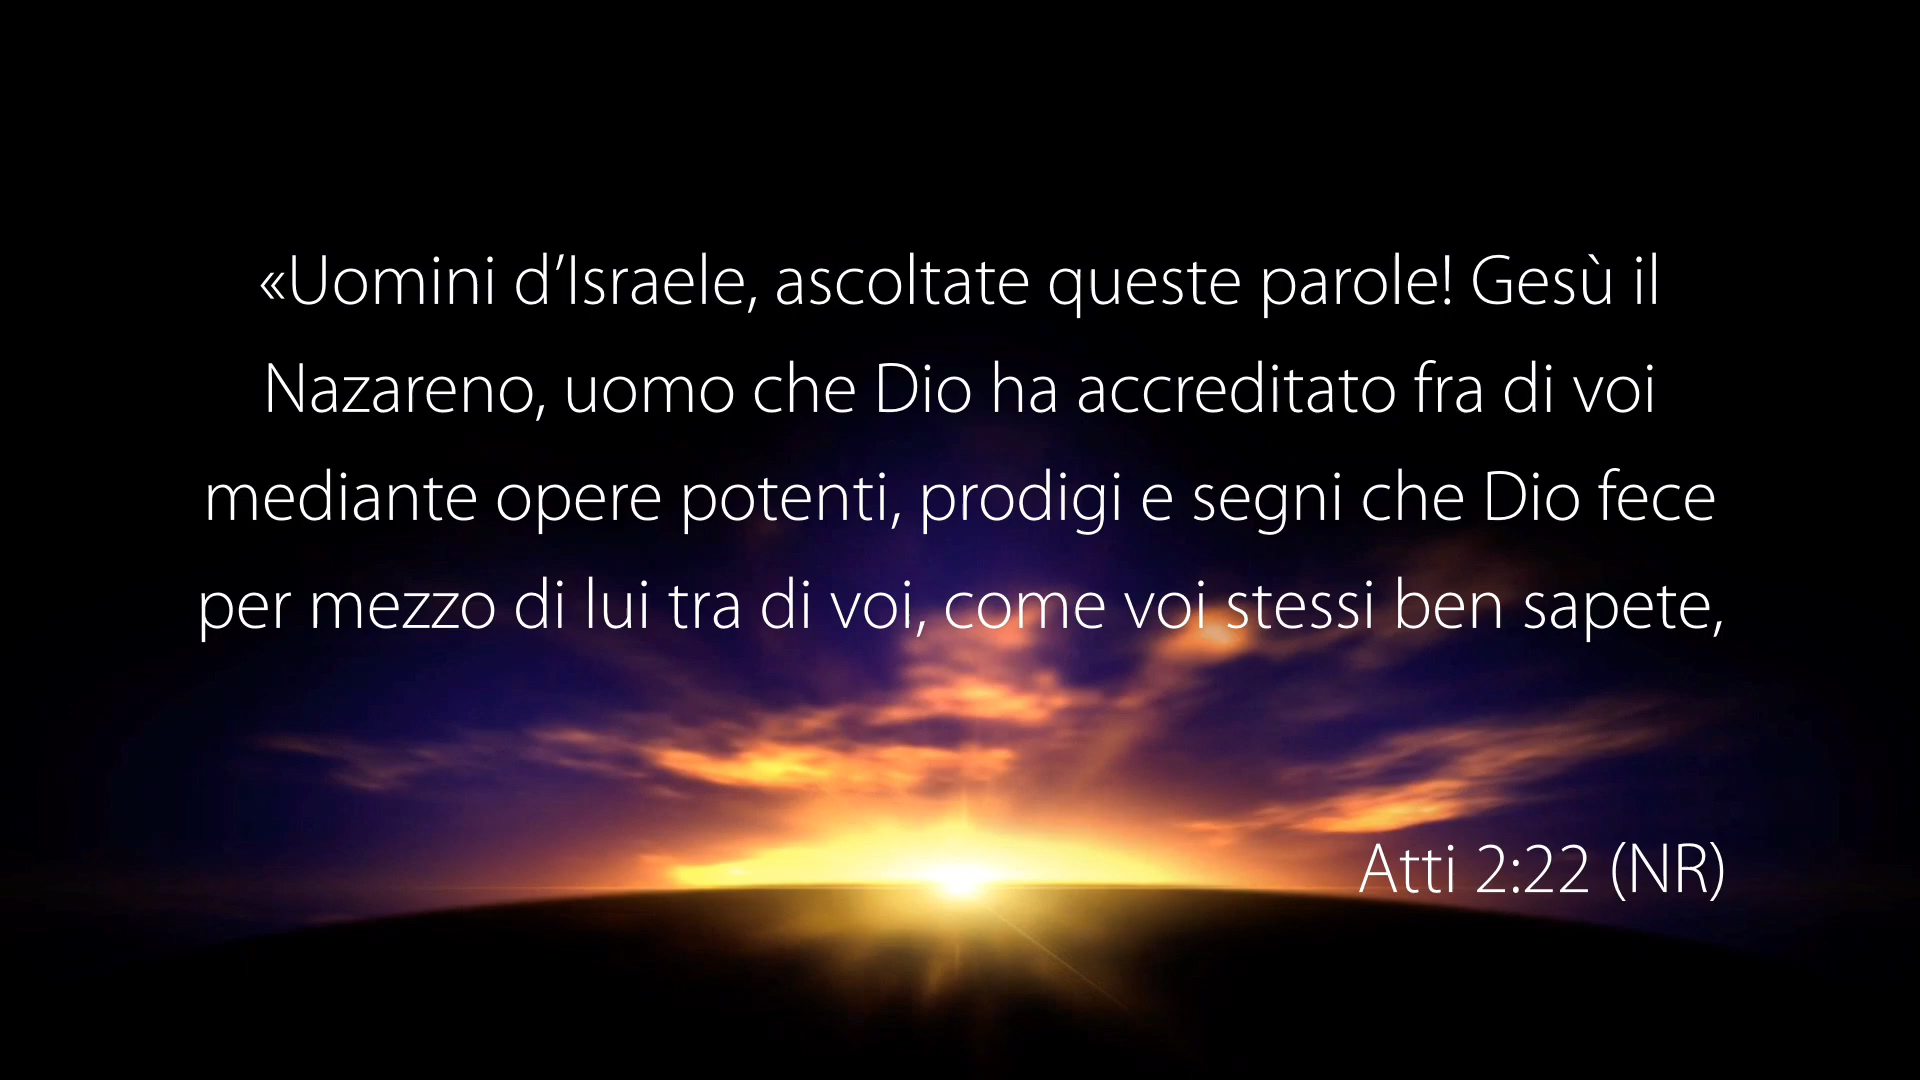 «Uomini d’Israele, ascoltate queste parole! Gesù il
Nazareno, uomo che Dio ha accreditato fra di voi
mediante opere potenti, prodigi e segni che Dio fece
per mezzo di lui tra di voi, come voi stessi ben sapete,
Atti 2:22 (NR)